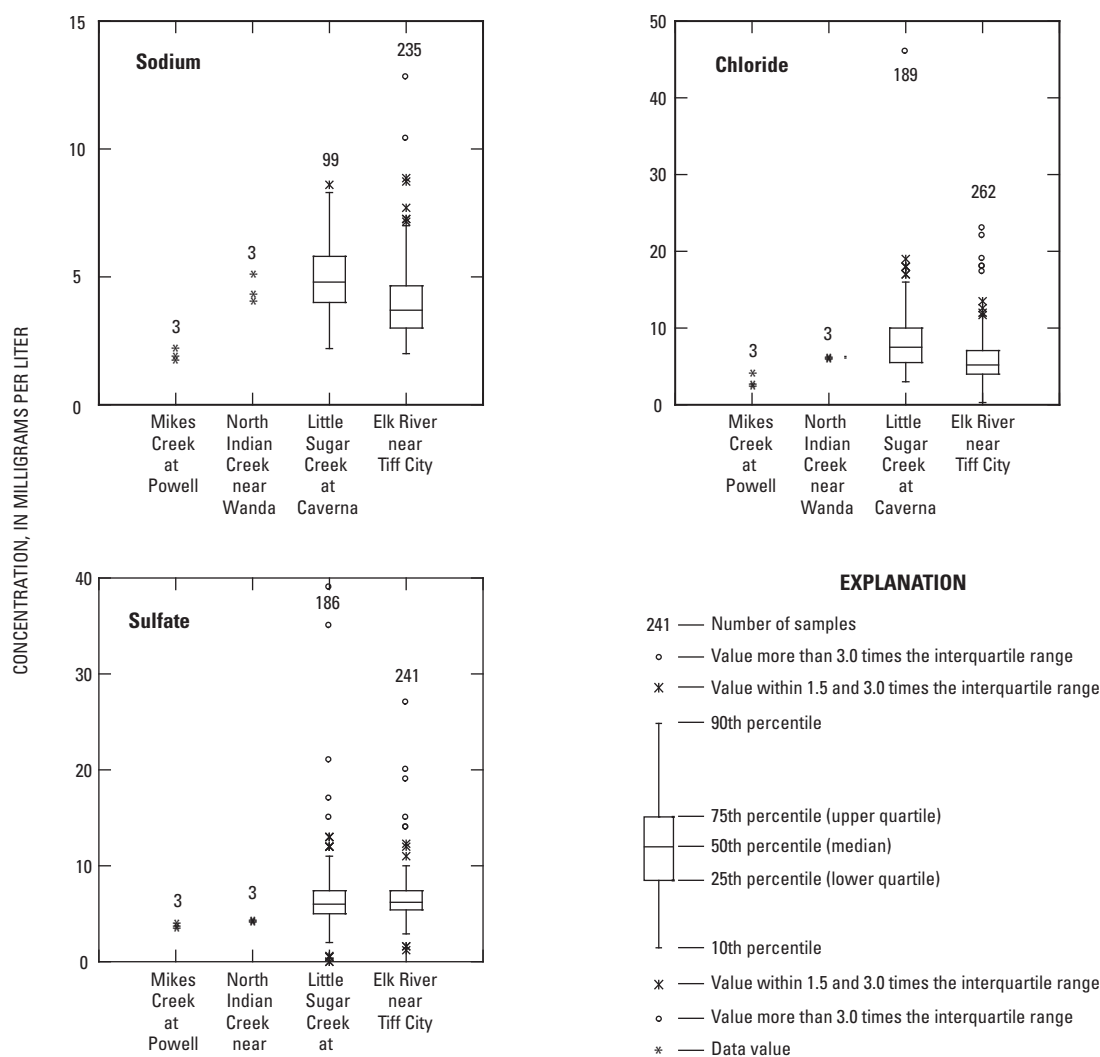 CONCENTRATION, IN MILLIGRAMS PER LITER
Sodium
15
10
5
0
3
3
99
235
Mikes
Creek
at
Powell
North
Indian
Creek
near
Wanda
Little
Sugar
Creek
at
Caverna
Elk River
near
Tiff City
Chloride
50
40
30
20
10
0
3
3
189
262
Mikes
Creek
at
Powell
North
Indian
Creek
near
Wanda
Little
Sugar
Creek
at
Caverna
Elk River
near
Tiff City
Sulfate
40
30
20
10
0
3
3
186
241
Mikes
Creek
at
Powell
North
Indian
Creek
near
Little
Sugar
Creek
at
Elk River
near
Tiff City
EXPLANATION
241 Number of samples
Value more than 3.0 times the interquartile range
Value within 1.5 and 3.0 times the interquartile range
90th percentile
75th percentile (upper quartile)
50th percentile (median)
25th percentile (lower quartile)
10th percentile
Value within 1.5 and 3.0 times the interquartile range
Value more than 3.0 times the interquartile range
Data value